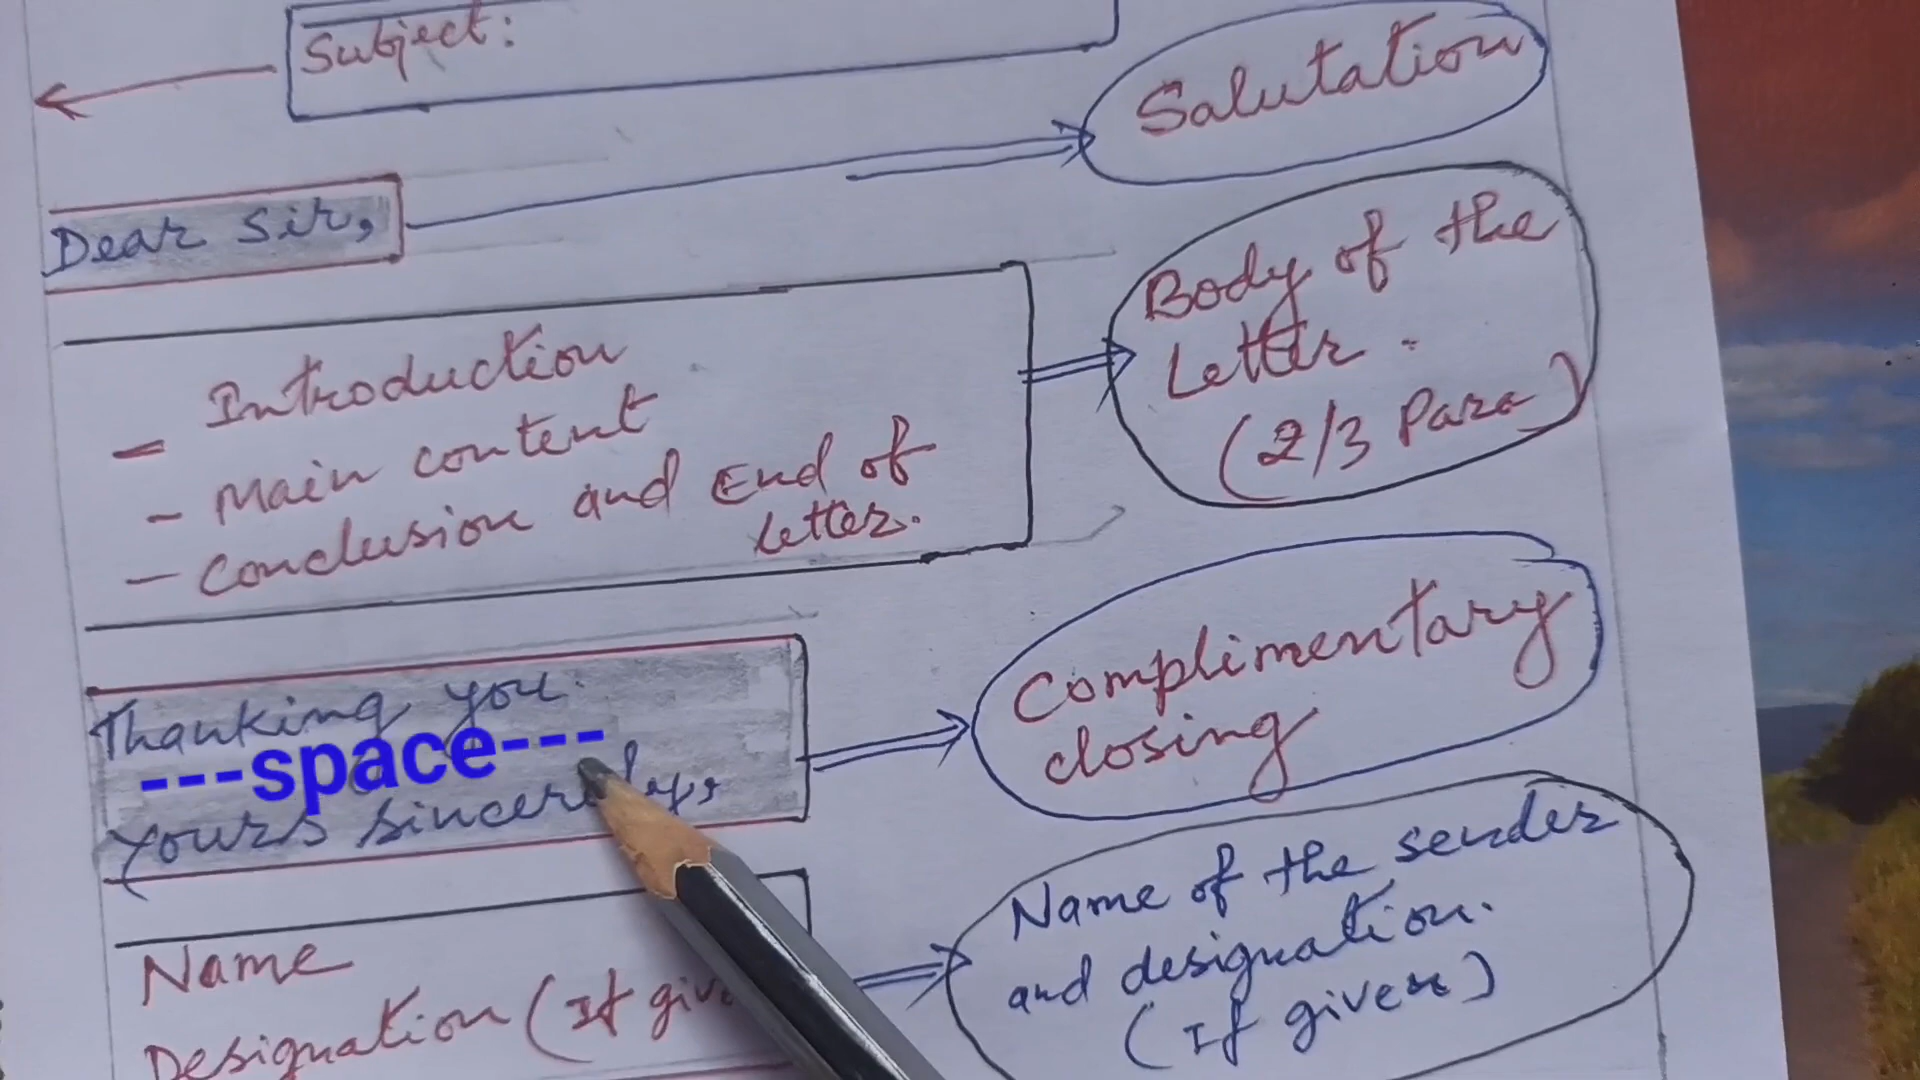 Subject:
Salutation
Dear Sir,
Body of the
Letter.
(2/3 Para)
- Introduction
- Main content
- Conclusion and End of
letter.
Thanking you.
---space---
Yours sincerely,
Complimentary
closing
Name
Designation (If give
Name of the sender
and designation.
(If given)